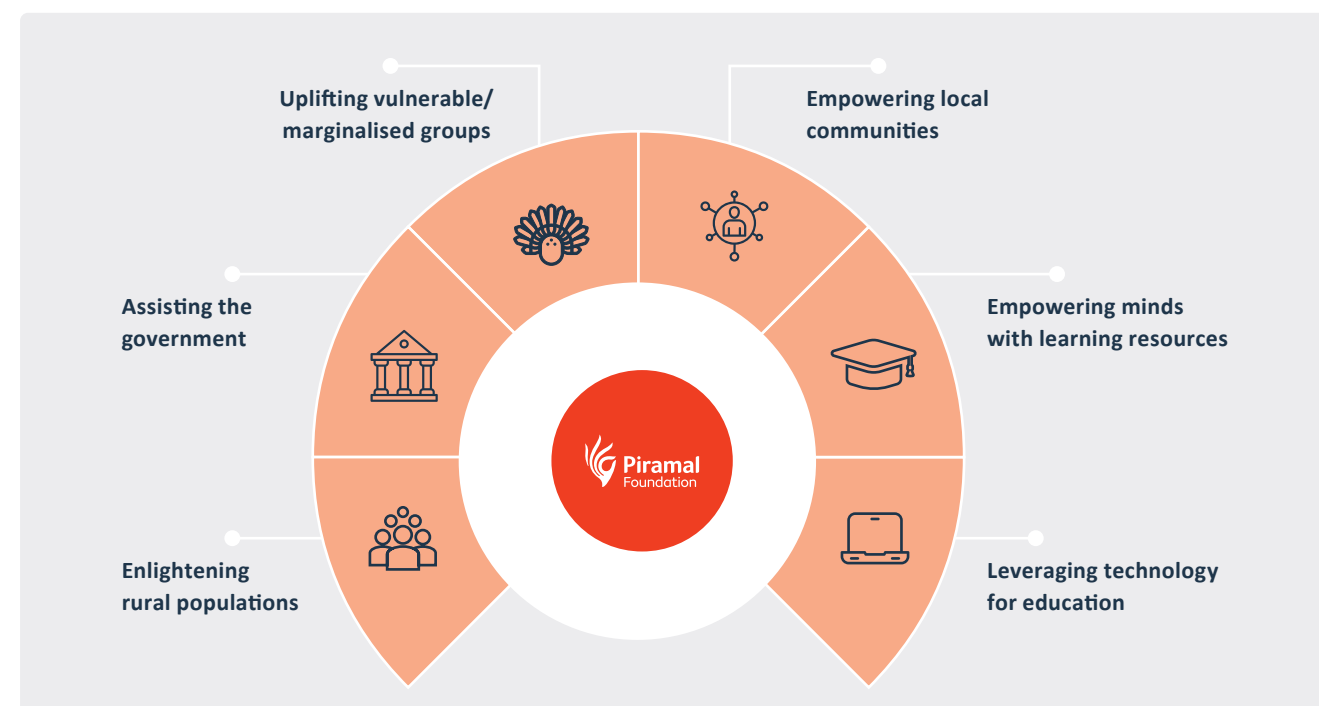 Uplifting vulnerable/
marginalised groups
Empowering local
communities
Assisting the
government
Empowering minds
with learning resources
Piramal
Foundation
Enlightening
rural populations
Leveraging technology
for education